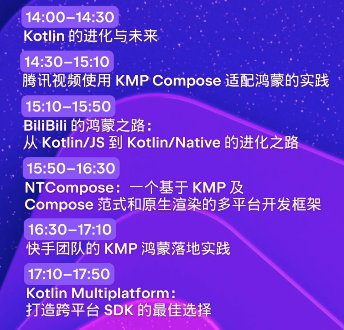 14:00–14:30
Kotlin 的进化与未来
14:30–15:10
腾讯视频使用 KMP Compose 适配鸿蒙的实践
15:10–15:50
BiliBili 的鸿蒙之路：
从 Kotlin/JS 到 Kotlin/Native 的进化之路
15:50–16:30
NTCompose：一个基于 KMP 及
Compose 范式和原生渲染的多平台开发框架
16:30–17:10
快手团队的 KMP 鸿蒙落地实践
17:10–17:50
Kotlin Multiplatform：
打造跨平台 SDK 的最佳选择